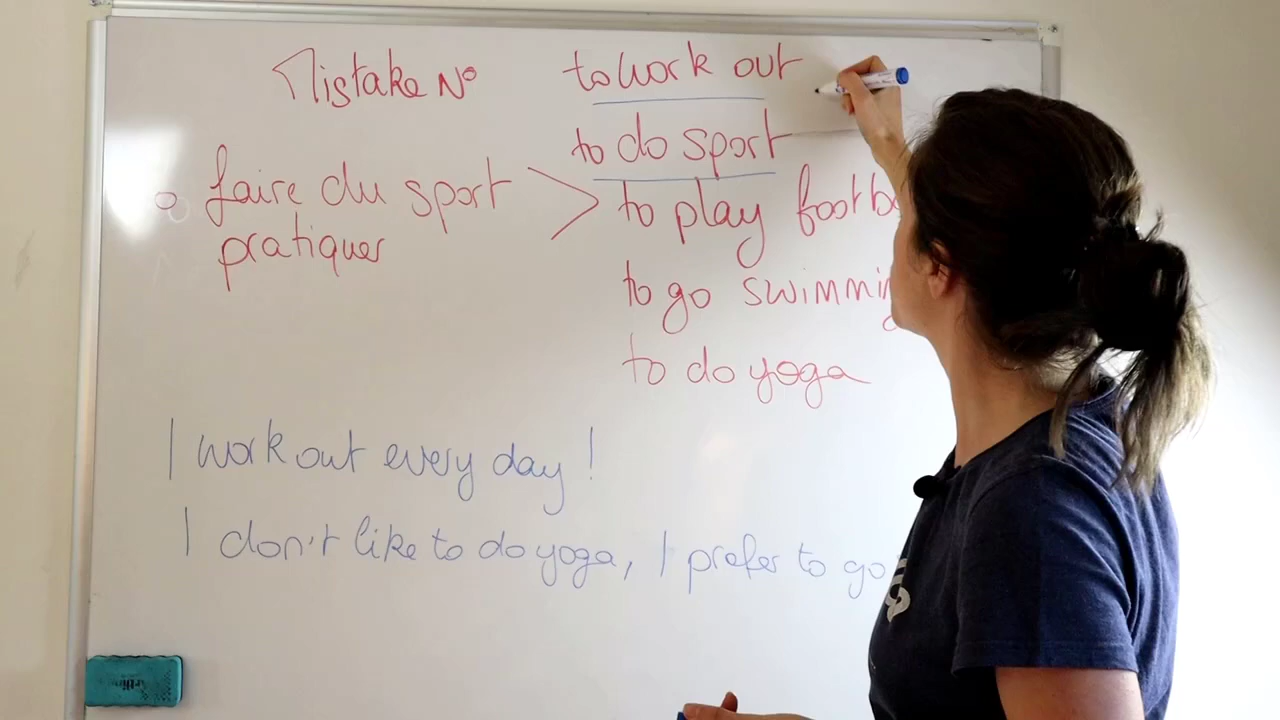 Mistake N°
to work out
to do sport
faire du sport >
pratiquer
to play footb
to go swimmin
to do yoga
I work out every day !
I don't like to do yoga, I prefer to go